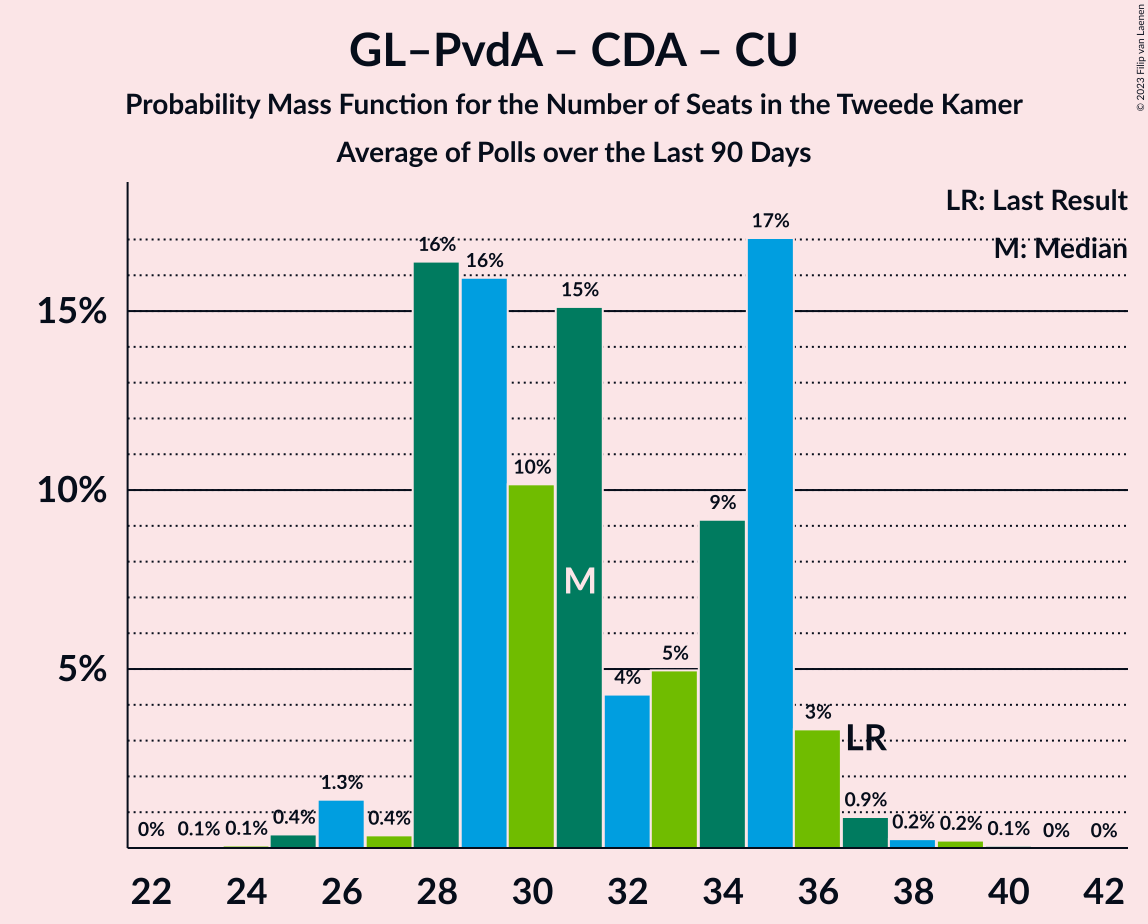 GL–PvdA – CDA – CU
Probability Mass Function for the Number of Seats in the Tweede Kamer
Average of Polls over the Last 90 Days
© 2023 Filip van Laenen
LR: Last Result
M: Median
15%
10%
5%
0%
0.1%
0.1%
0.4%
1.3%
0.4%
16%
16%
10%
15%
M
4%
5%
9%
17%
3%
LR
0.9%
0.2%
0.2%
0.1%
0%
0%
22 24 26 28 30 32 34 36 38 40 42